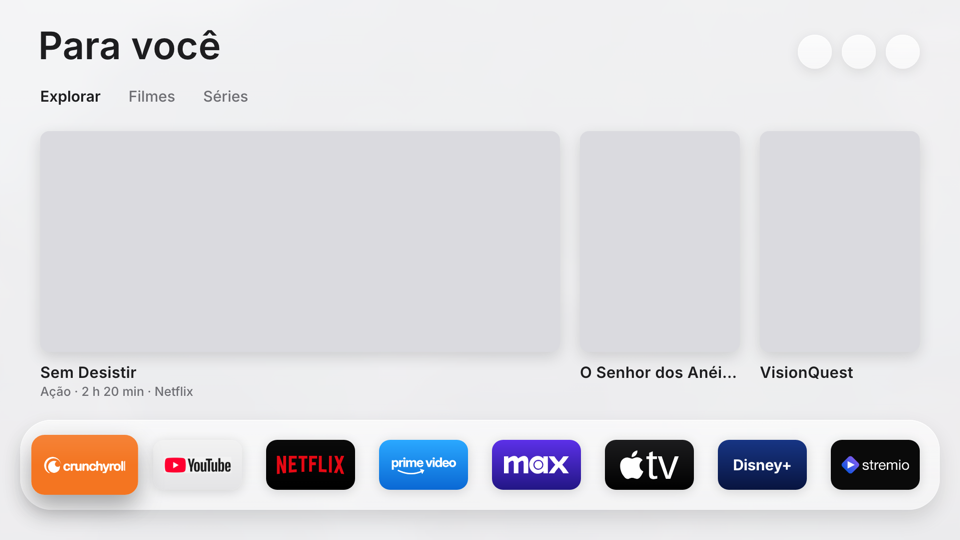 Para você
Explorar Filmes Séries
Sem Desistir
Ação · 2 h 20 min · Netflix
O Senhor dos Anéi...
VisionQuest
crunchyroll
YouTube
NETFLIX
prime video
max
tv
Disney+
stremio